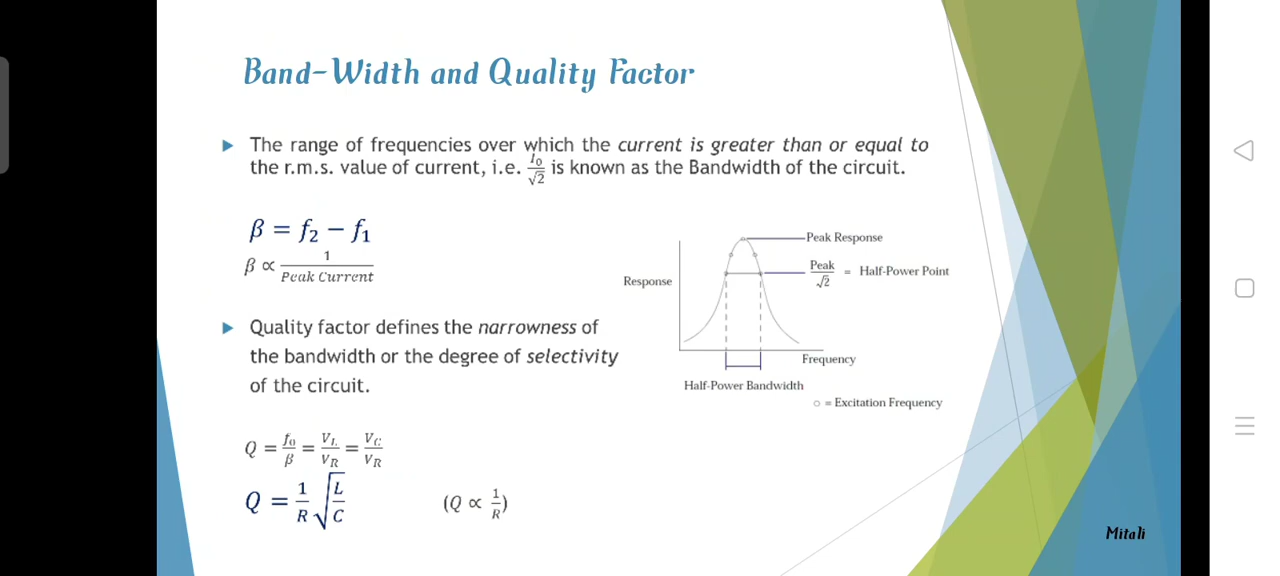 Band-Width and Quality Factor
▶ The range of frequencies over which the current is greater than or equal to
the r.m.s. value of current, i.e. I₀/√2 is known as the Bandwidth of the circuit.
β = f₂ − f₁
β ∝ 1/Peak Current
Peak Response
Response
Peak/√2 = Half-Power Point
Frequency
Half-Power Bandwidth
○ = Excitation Frequency
▶ Quality factor defines the narrowness of
the bandwidth or the degree of selectivity
of the circuit.
Q = f₀/β = V_L/V_R = V_C/V_R
Q = 1/R √(L/C) (Q ∝ 1/R)
Mitali